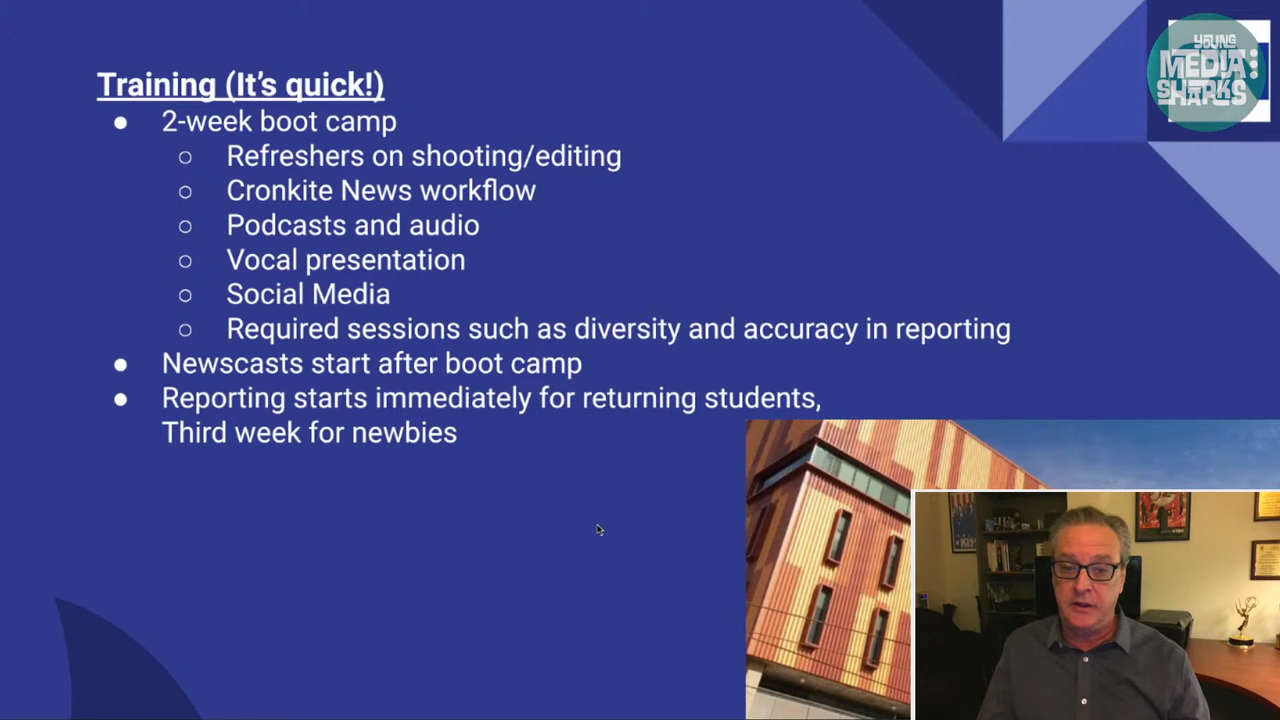 YOUNG
MEDIA
SHARKS
Training (It’s quick!)
● 2-week boot camp
○ Refreshers on shooting/editing
○ Cronkite News workflow
○ Podcasts and audio
○ Vocal presentation
○ Social Media
○ Required sessions such as diversity and accuracy in reporting
● Newscasts start after boot camp
● Reporting starts immediately for returning students,
Third week for newbies